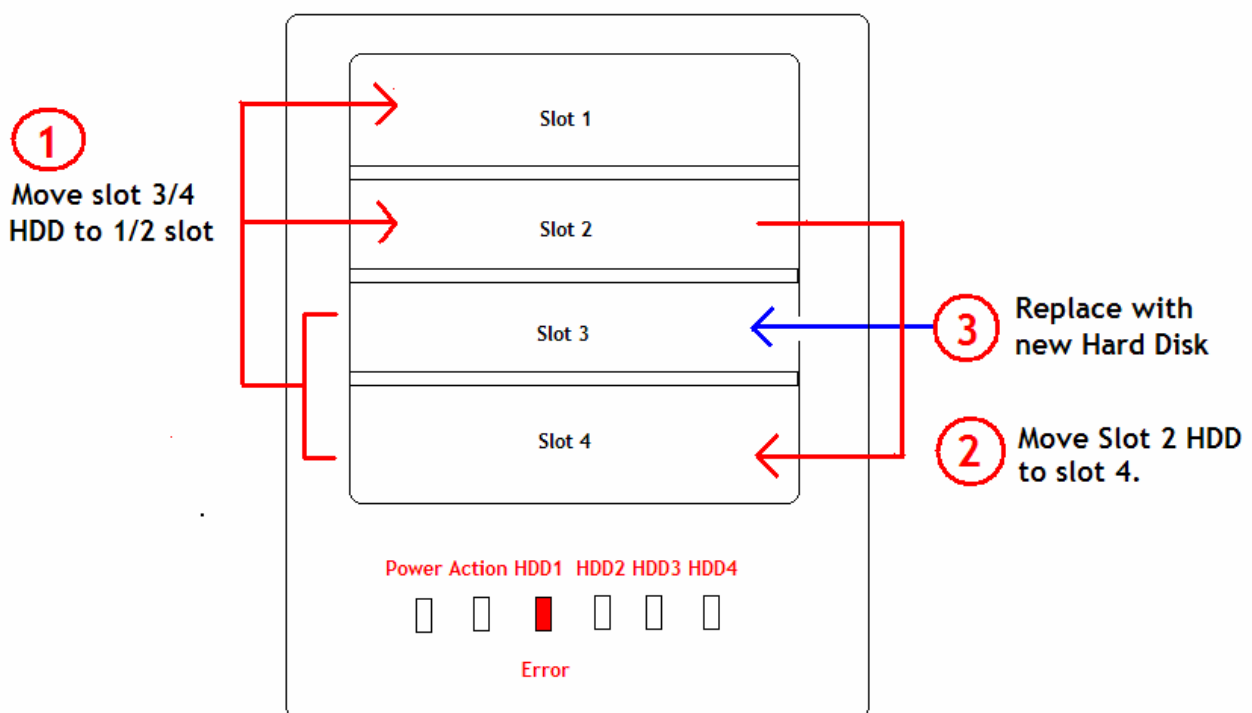 1
Move slot 3/4
HDD to 1/2 slot
Slot 1
Slot 2
Slot 3
Slot 4
3
Replace with
new Hard Disk
2
Move Slot 2 HDD
to slot 4.
Power Action HDD1 HDD2 HDD3 HDD4
Error